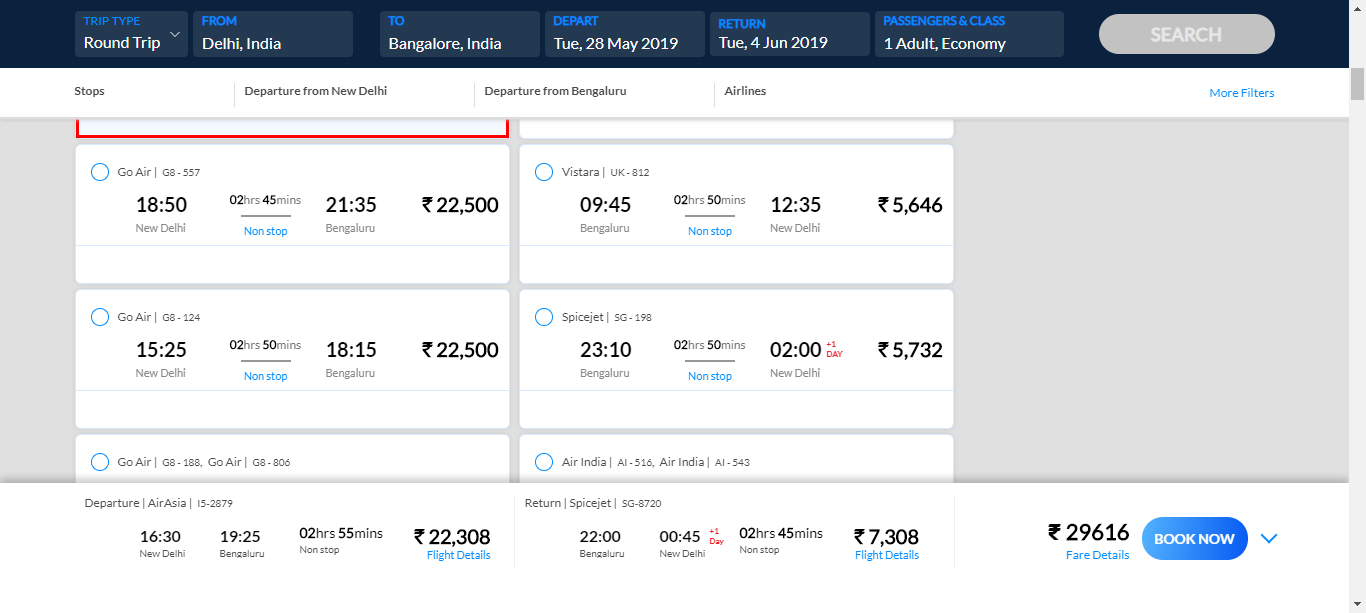 TRIP TYPE FROM TO DEPART RETURN PASSENGERS & CLASS
Round Trip Delhi, India Bangalore, India Tue, 28 May 2019 Tue, 4 Jun 2019 1 Adult, Economy SEARCH
Stops Departure from New Delhi Departure from Bengaluru Airlines More Filters
Go Air | G8 - 557
18:50 02hrs 45mins 21:35 ₹ 22,500
New Delhi Non stop Bengaluru
Vistara | UK - 812
09:45 02hrs 50mins 12:35 ₹ 5,646
Bengaluru Non stop New Delhi
Go Air | G8 - 124
15:25 02hrs 50mins 18:15 ₹ 22,500
New Delhi Non stop Bengaluru
Spicejet | SG - 198
23:10 02hrs 50mins 02:00 +1 DAY ₹ 5,732
Bengaluru Non stop New Delhi
Go Air | G8 - 188, Go Air | G8 - 806
Air India | AI - 516, Air India | AI - 543
Departure | AirAsia | I5-2879
16:30 19:25 02hrs 55mins ₹ 22,308
New Delhi Bengaluru Non stop Flight Details
Return | Spicejet | SG-8720
22:00 00:45 +1 Day 02hrs 45mins ₹ 7,308
Bengaluru New Delhi Non stop Flight Details
₹ 29616 BOOK NOW
Fare Details